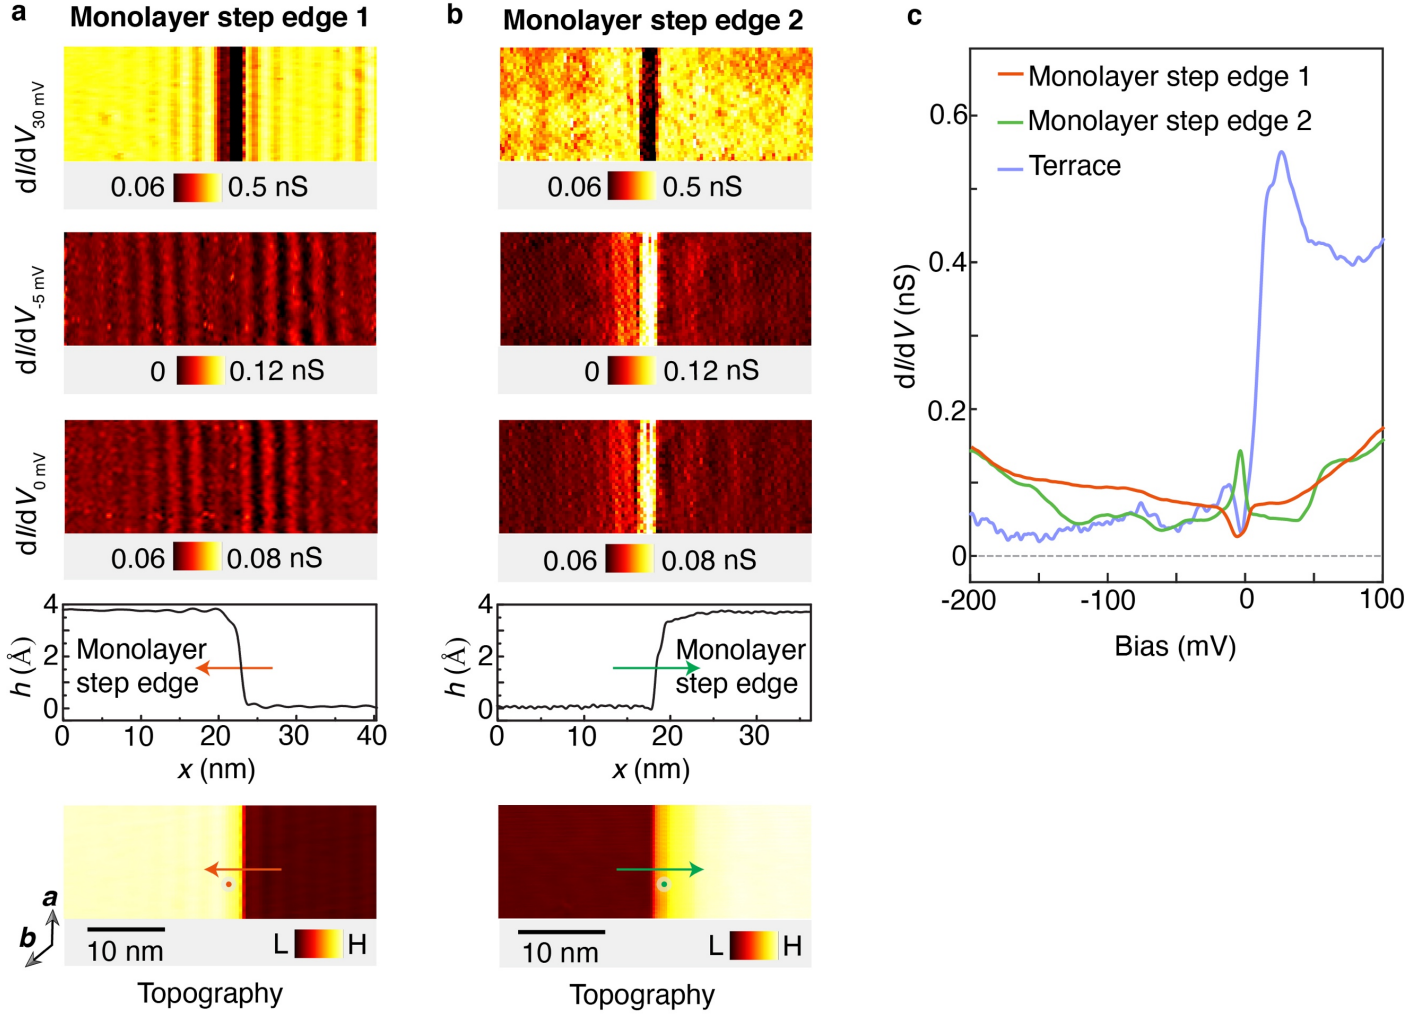 a
Monolayer step edge 1
dI/dV30 mV
0.06 0.5 nS
dI/dV-5 mV
0 0.12 nS
dI/dV0 mV
0.06 0.08 nS
4
2
0
h (Å)
Monolayer
step edge
0 10 20 30 40
x (nm)
a
b
10 nm
L H
Topography
b
Monolayer step edge 2
0.06 0.5 nS
0 0.12 nS
0.06 0.08 nS
4
2
0
h (Å)
Monolayer
step edge
0 10 20 30
x (nm)
10 nm
L H
Topography
c
Monolayer step edge 1
Monolayer step edge 2
Terrace
0.6
0.4
0.2
0
dI/dV (nS)
-200 -100 0 100
Bias (mV)